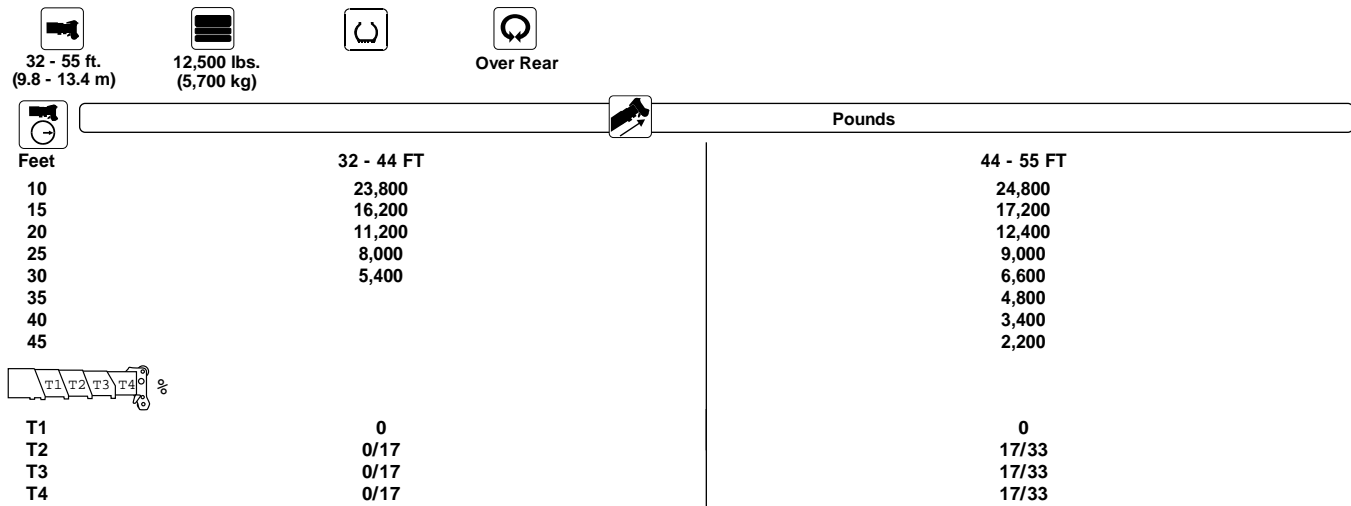 32 - 55 ft.
(9.8 - 13.4 m)
12,500 lbs.
(5,700 kg)
Over Rear
Pounds
Feet 32 - 44 FT 44 - 55 FT
10 23,800 24,800
15 16,200 17,200
20 11,200 12,400
25 8,000 9,000
30 5,400 6,600
35 4,800
40 3,400
45 2,200
T1 T2 T3 T4 %
T1 0 0
T2 0/17 17/33
T3 0/17 17/33
T4 0/17 17/33